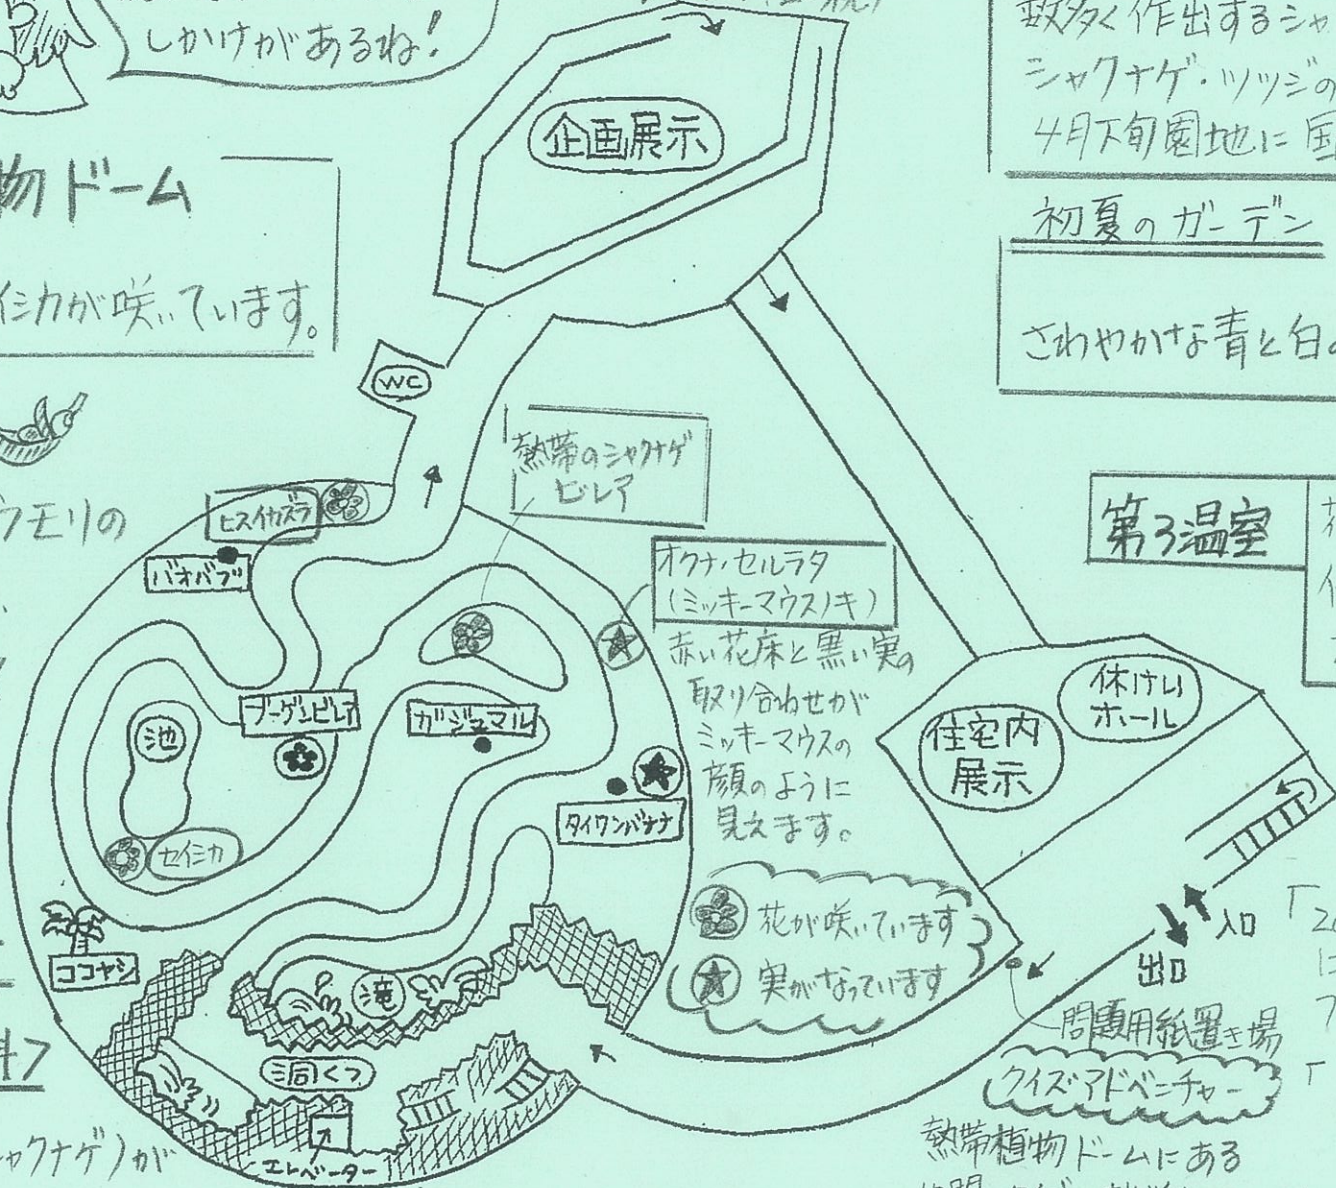 しかけがあるね!
物ドーム
イシカが咲いています。
企画展示
数多く作出するシャ
シャクナゲ・ツツジの
4月下旬園地に
初夏のガーデン
さわやかな青と白の
WC
熱帯のシャクナゲ
ビレア
ヒスイカズラ
バオバブ
ウモリの
オクナ・セルラタ
(ミッキーマウスノキ)
赤い花床と黒い実の
取り合わせが
ミッキーマウスの
顔のように
見えます。
第3温室
ブーゲンビレア
ガジュマル
池
セイシカ
タイワンバナナ
住宅内
展示
休けい
ホール
花が咲いています
実がなっています
ココヤシ
滝
洞くつ
エレベーター
入口
出口
問題用紙置き場
クイズアドベンチャー
熱帯植物ドームにある
ャクナゲ)が